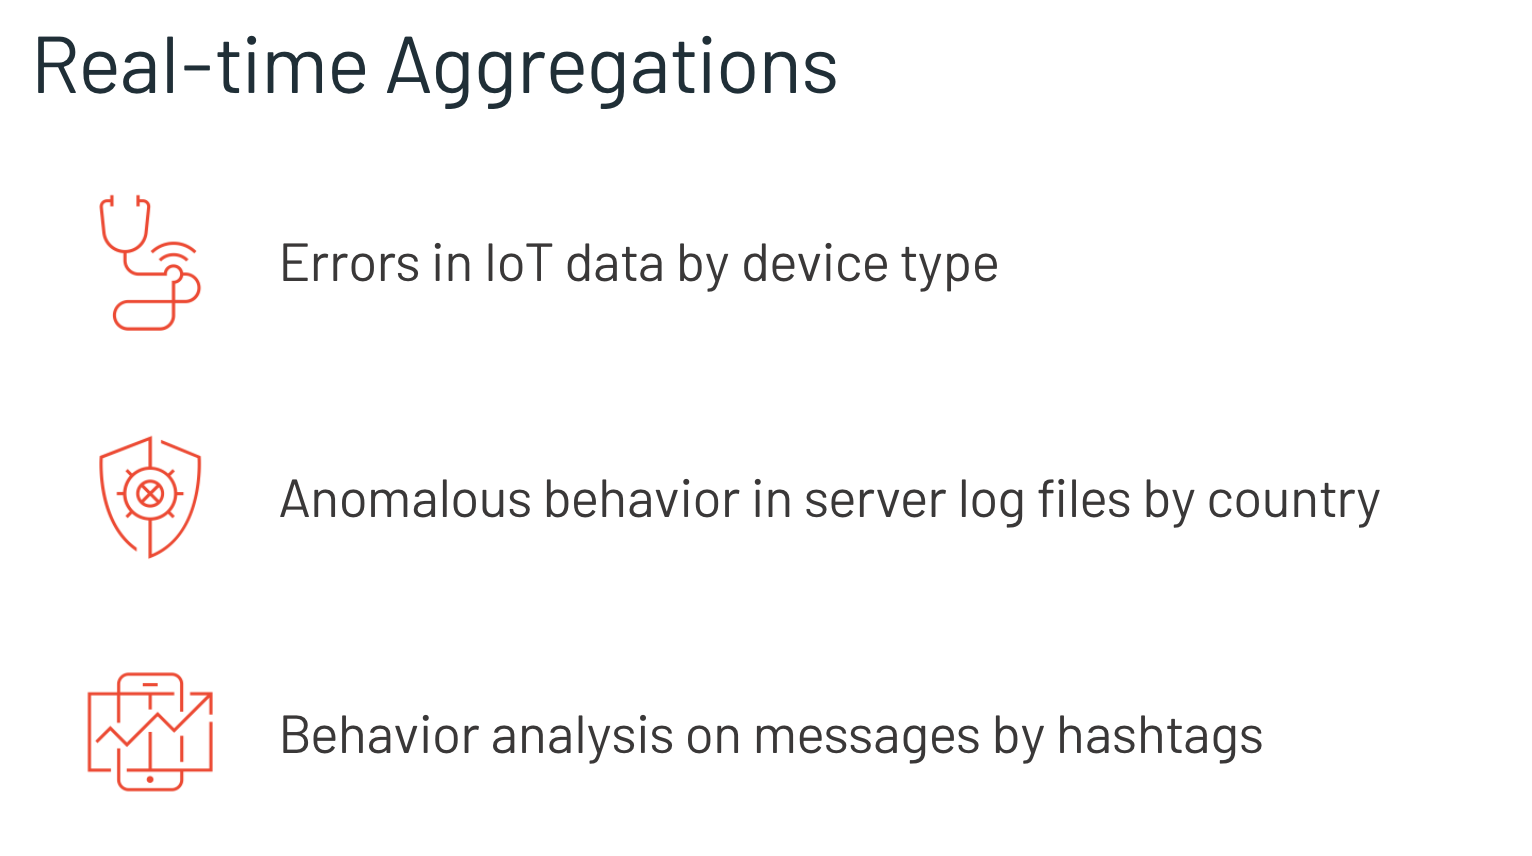 Real-time Aggregations
Errors in IoT data by device type
Anomalous behavior in server log files by country
Behavior analysis on messages by hashtags